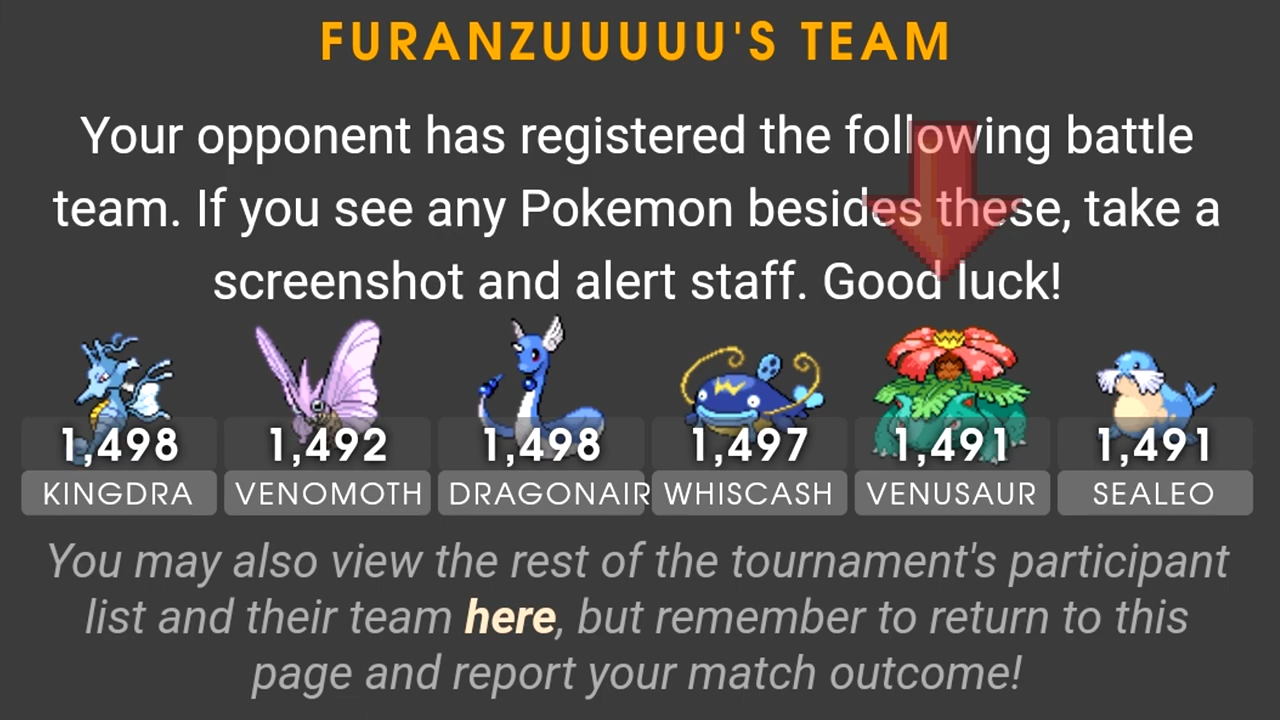 FURANZUUUUU'S TEAM
Your opponent has registered the following battle
team. If you see any Pokemon besides these, take a
screenshot and alert staff. Good luck!
1,498 1,492 1,498 1,497 1,491 1,491
KINGDRA VENOMOTH DRAGONAIR WHISCASH VENUSAUR SEALEO
You may also view the rest of the tournament's participant
list and their team here, but remember to return to this
page and report your match outcome!